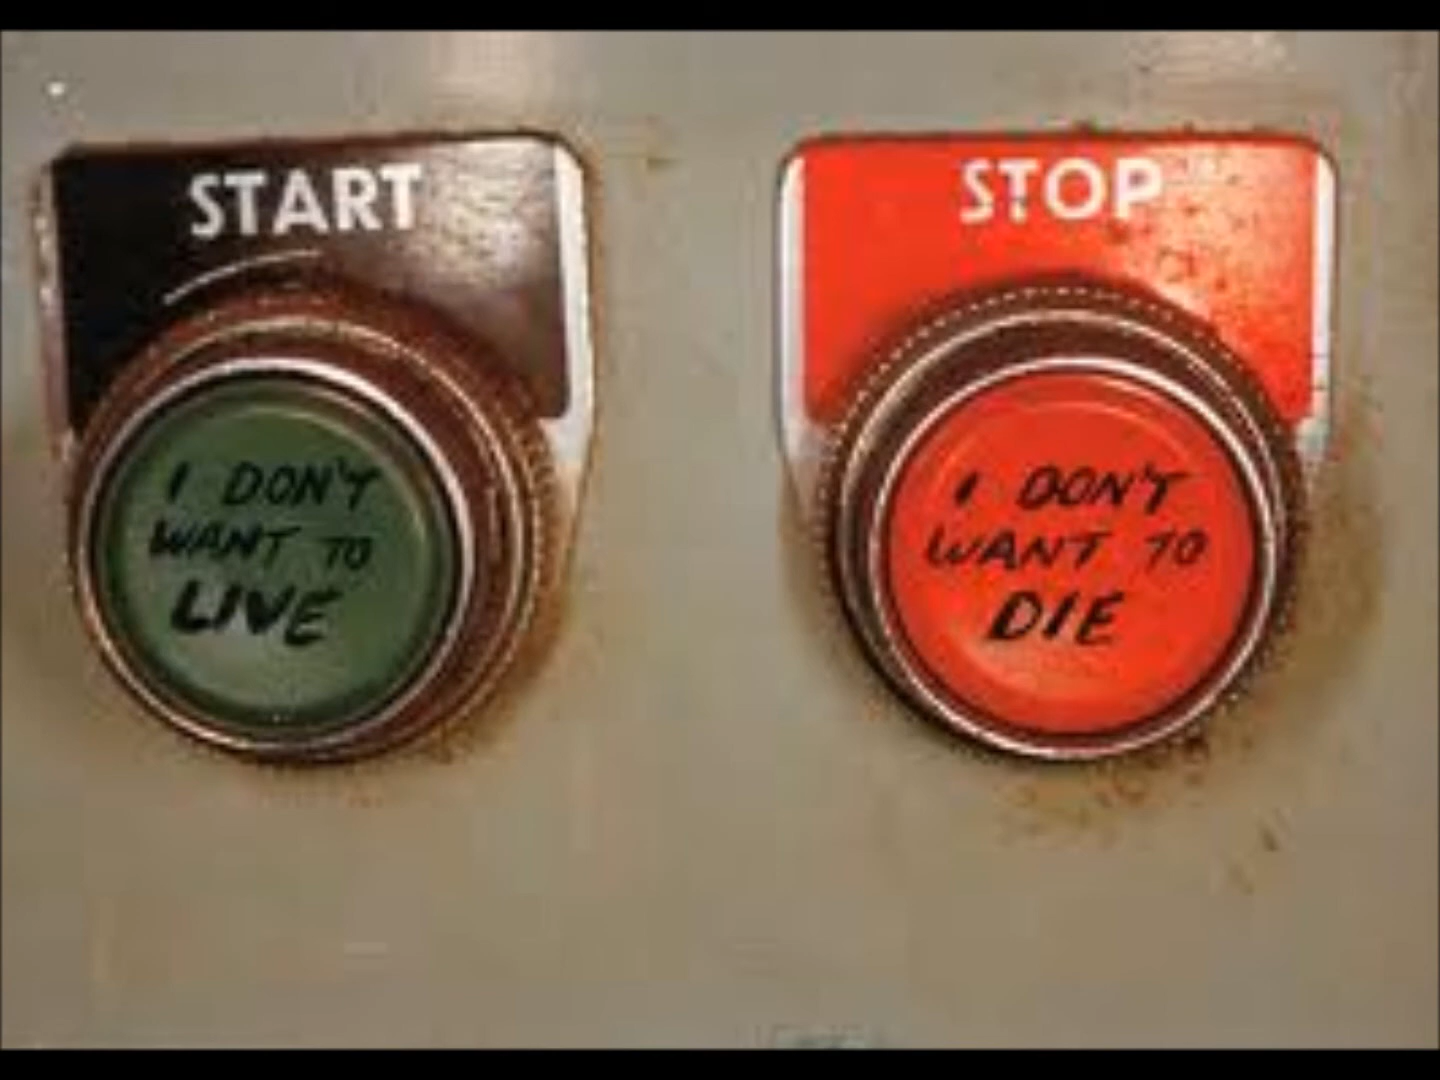 START
I DON'T
WANT TO
LIVE
STOP
I DON'T
WANT TO
DIE